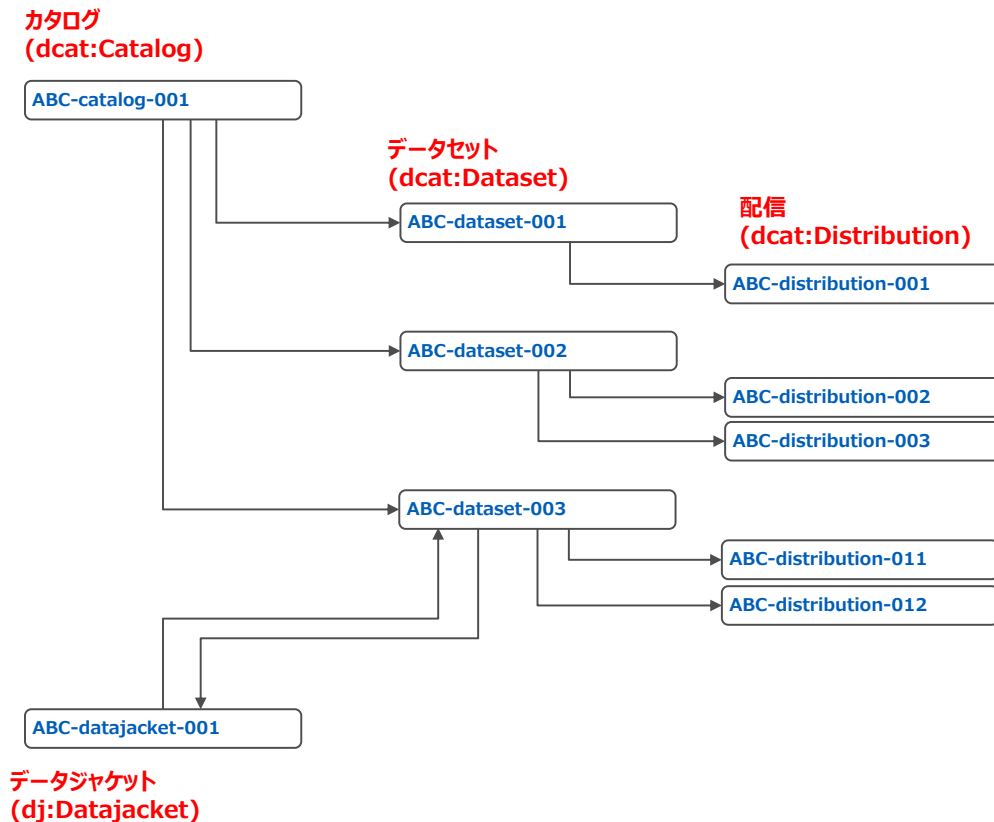 カタログ
(dcat:Catalog)
ABC-catalog-001
データセット
(dcat:Dataset)
ABC-dataset-001
配信
(dcat:Distribution)
ABC-distribution-001
ABC-dataset-002
ABC-distribution-002
ABC-distribution-003
ABC-dataset-003
ABC-distribution-011
ABC-distribution-012
ABC-datajacket-001
データジャケット
(dj:Datajacket)